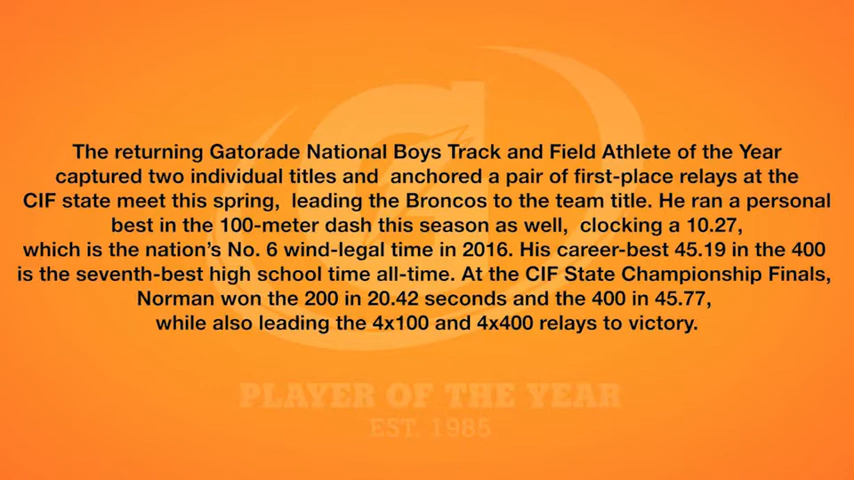 The returning Gatorade National Boys Track and Field Athlete of the Year
captured two individual titles and anchored a pair of first-place relays at the
CIF state meet this spring, leading the Broncos to the team title. He ran a personal
best in the 100-meter dash this season as well, clocking a 10.27,
which is the nation's No. 6 wind-legal time in 2016. His career-best 45.19 in the 400
is the seventh-best high school time all-time. At the CIF State Championship Finals,
Norman won the 200 in 20.42 seconds and the 400 in 45.77,
while also leading the 4x100 and 4x400 relays to victory.
G
PLAYER OF THE YEAR
EST. 1985